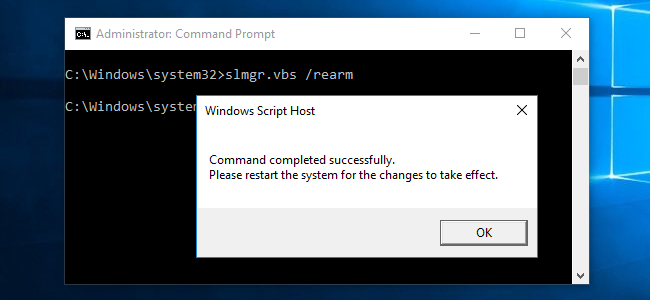 Administrator: Command Prompt
C:\Windows\system32>slmgr.vbs /rearm
C:\Windows\system
Windows Script Host
Command completed successfully.
Please restart the system for the changes to take effect.
OK